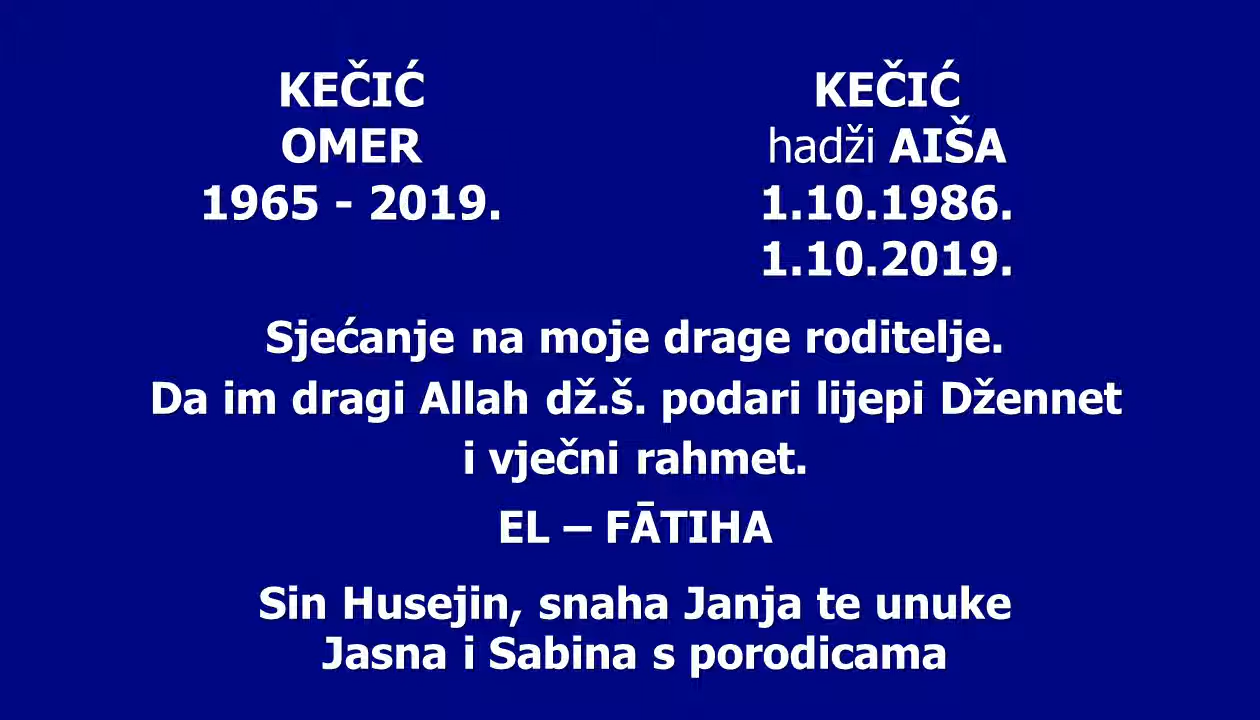 KEČIĆ
OMER
1965 - 2019.
KEČIĆ
hadži AIŠA
1.10.1986.
1.10.2019.
Sjećanje na moje drage roditelje.
Da im dragi Allah dž.š. podari lijepi Džennet
i vječni rahmet.
EL – FĀTIHA
Sin Husejin, snaha Janja te unuke
Jasna i Sabina s porodicama